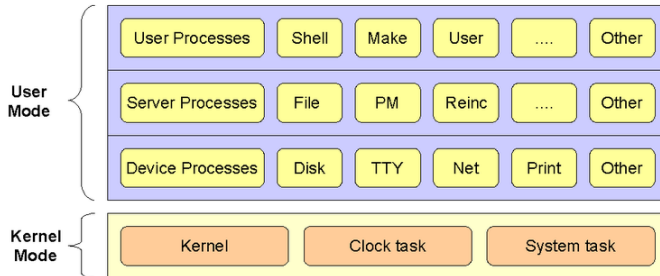 User Processes
Shell
Make
User
....
Other
User
Mode
Server Processes
File
PM
Reinc
....
Other
Device Processes
Disk
TTY
Net
Print
Other
Kernel
Mode
Kernel
Clock task
System task